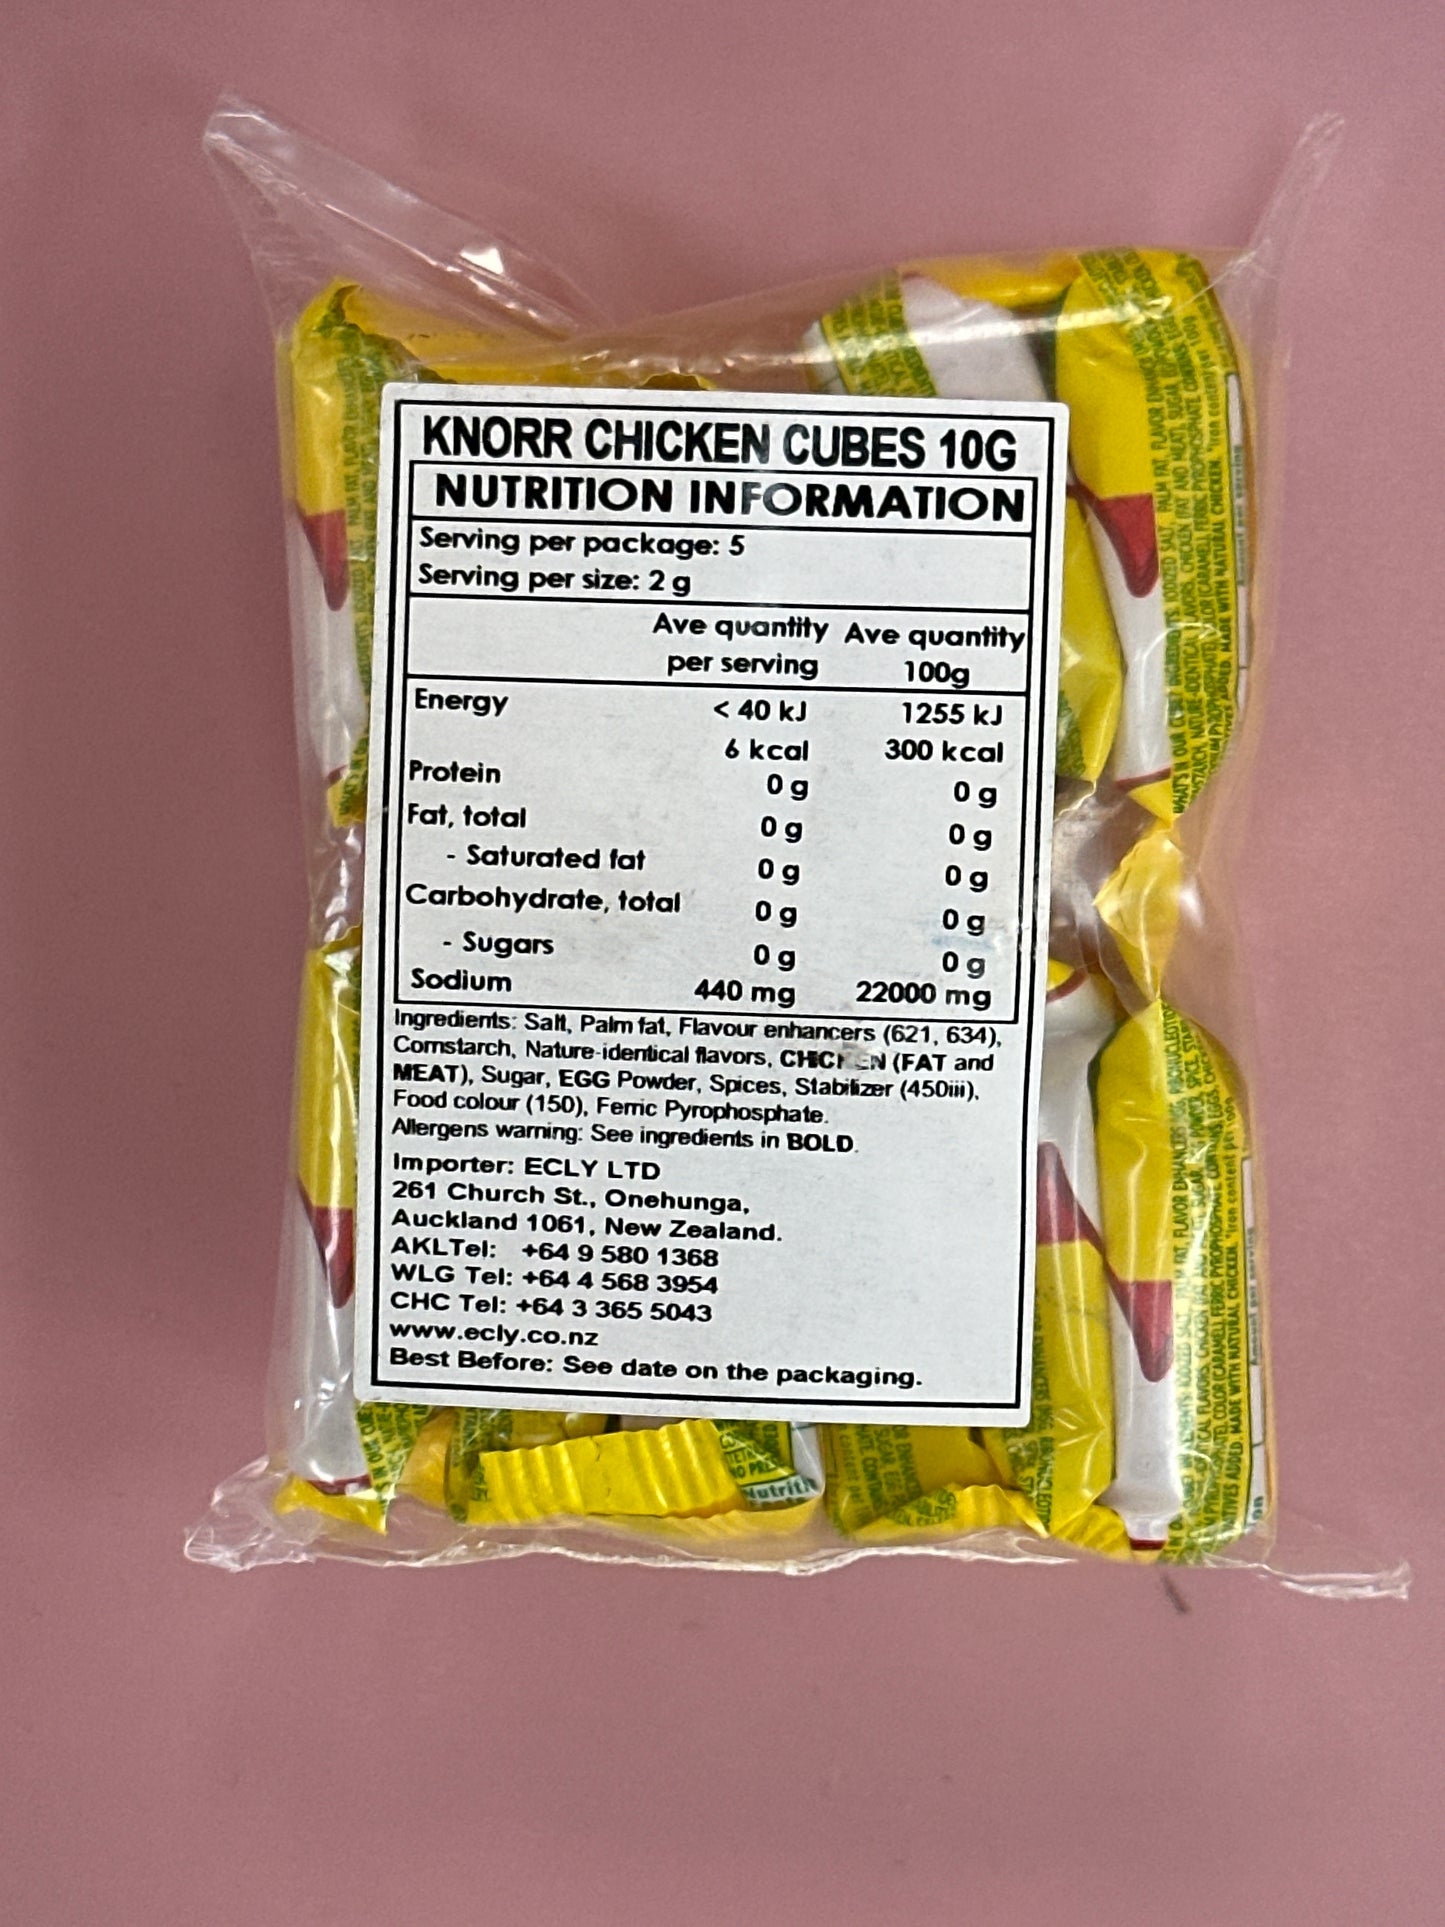 KNORR CHICKEN CUBES 10G
NUTRITION INFORMATION
Serving per package: 5
Serving per size: 2 g
Ave quantity per serving Ave quantity 100g
Energy < 40 kJ 1255 kJ
6 kcal 300 kcal
Protein 0 g 0 g
Fat, total 0 g 0 g
- Saturated fat 0 g 0 g
Carbohydrate, total 0 g 0 g
- Sugars 0 g 0 g
Sodium 440 mg 22000 mg
Ingredients: Salt, Palm fat, Flavour enhancers (621, 634),
Cornstarch, Nature-identical flavors, CHICKEN (FAT and
MEAT), Sugar, EGG Powder, Spices, Stabilizer (450iii),
Food colour (150), Ferric Pyrophosphate.
Allergens warning: See ingredients in BOLD.
Importer: ECLY LTD
261 Church St., Onehunga,
Auckland 1061, New Zealand.
AKLTel: +64 9 580 1368
WLG Tel: +64 4 568 3954
CHC Tel: +64 3 365 5043
www.ecly.co.nz
Best Before: See date on the packaging.
MADE WITH NATURAL CHICKEN.